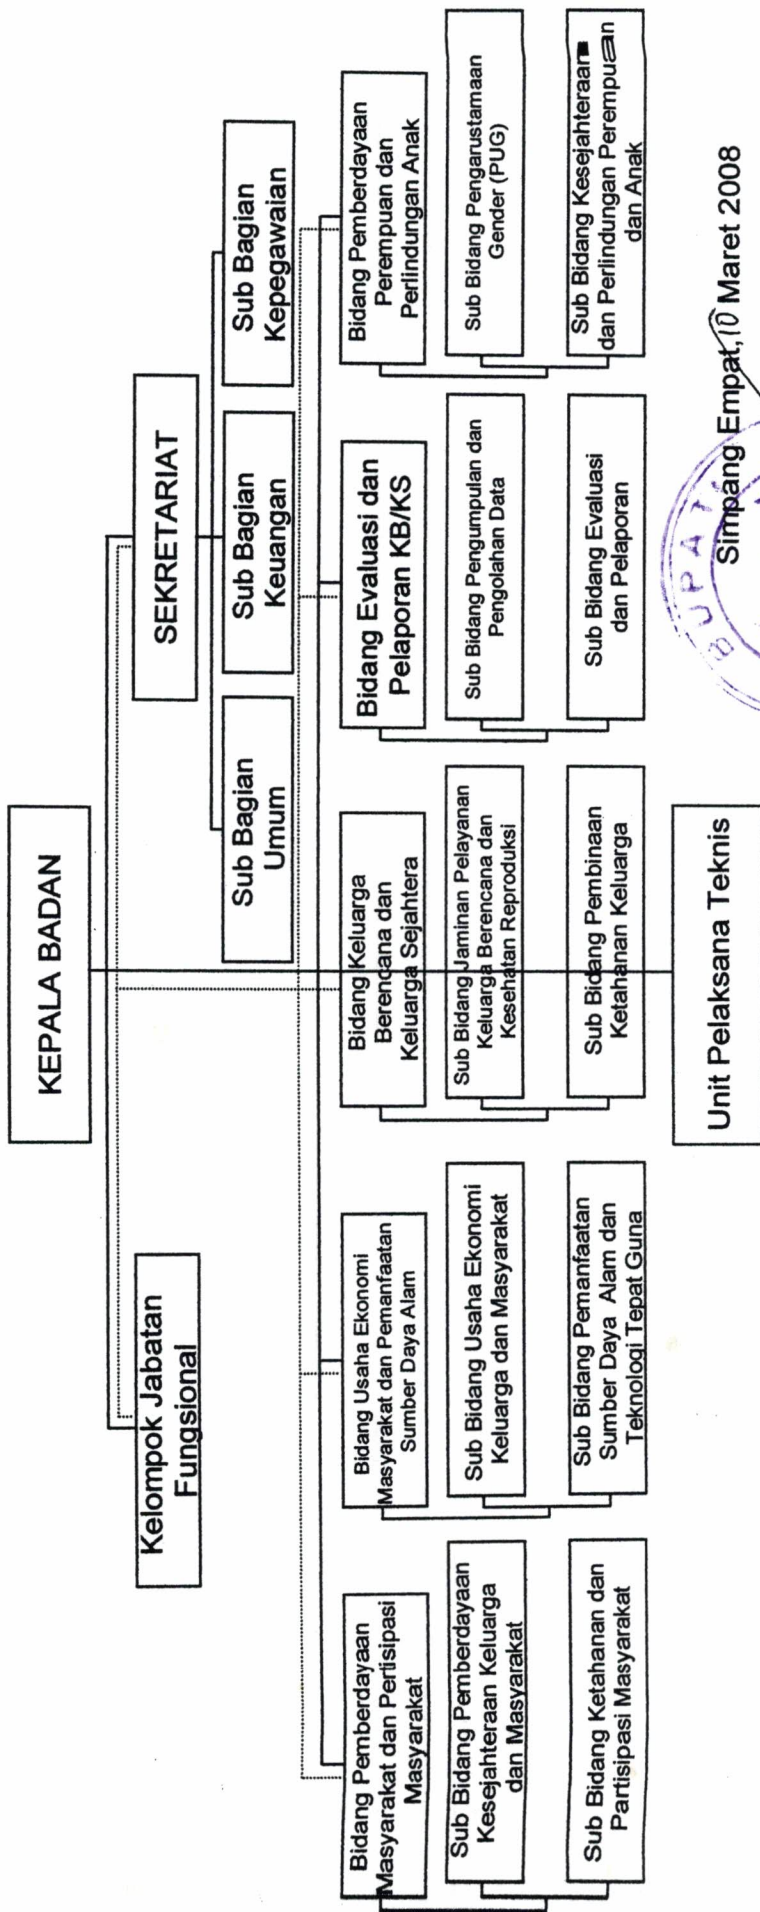 KEPALA BADAN
Kelompok Jabatan
Fungsional
SEKRETARIAT
Sub Bagian
Umum
Sub Bagian
Keuangan
Sub Bagian
Kepegawaian
Bidang Pemberdayaan
Masyarakat dan Pertisipasi
Masyarakat
Sub Bidang Pemberdayaan
Kesejahteraan Keluarga
dan Masyarakat
Sub Bidang Ketahanan dan
Partisipasi Masyarakat
Bidang Usaha Ekonomi
Masyarakat dan Pemanfaatan
Sumber Daya Alam
Sub Bidang Usaha Ekonomi
Keluarga dan Masyarakat
Sub Bidang Pemanfaatan
Sumber Daya Alam dan
Teknologi Tepat Guna
Bidang Keluarga
Berencana dan
Keluarga Sejahtera
Sub Bidang Jaminan Pelayanan
Keluarga Berencana dan
Kesehatan Reproduksi
Sub Bidang Pembinaan
Ketahanan Keluarga
Bidang Evaluasi dan
Pelaporan KB/KS
Sub Bidang Pengumpulan dan
Pengolahan Data
Sub Bidang Evaluasi
dan Pelaporan
Bidang Pemberdayaan
Perempuan dan
Perlindungan Anak
Sub Bidang Pengarustamaan
Gender (PUG)
Sub Bidang Kesejahteraan
dan Perlindungan Perempuan
dan Anak
Unit Pelaksana Teknis
Simpang Empat, 10 Maret 2008
BUPATI